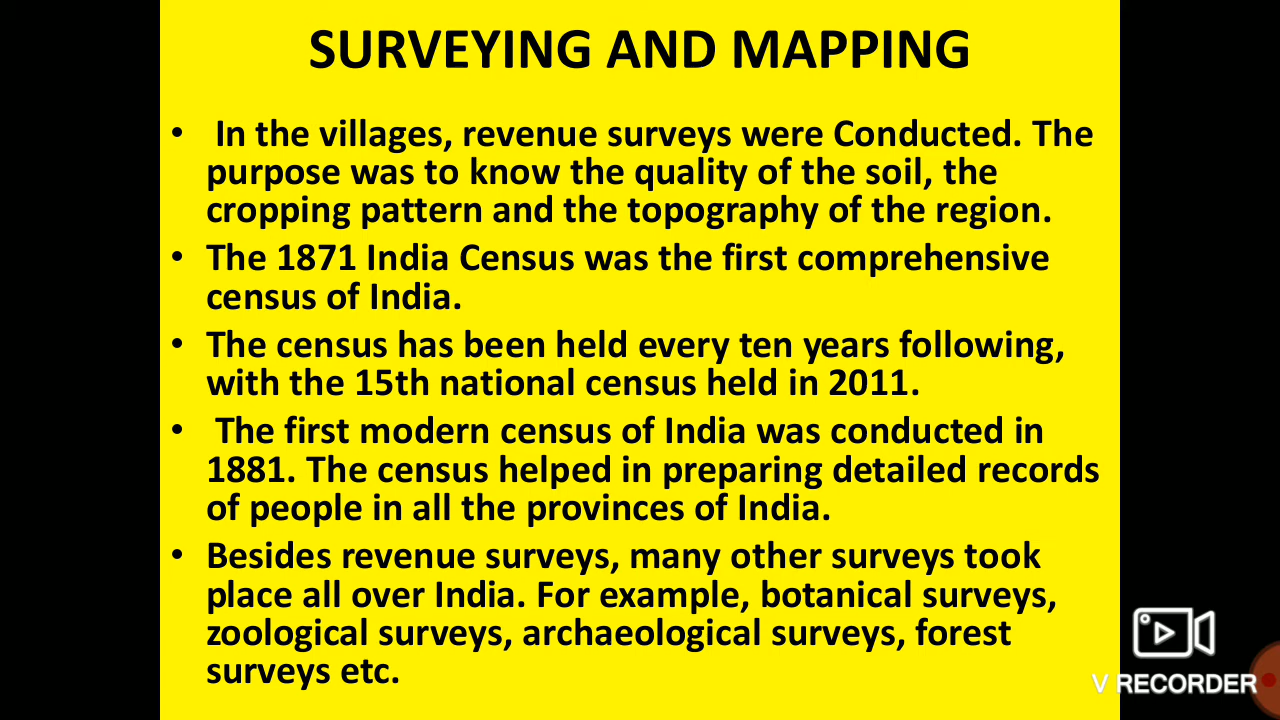 SURVEYING AND MAPPING
• In the villages, revenue surveys were Conducted. The
purpose was to know the quality of the soil, the
cropping pattern and the topography of the region.
• The 1871 India Census was the first comprehensive
census of India.
• The census has been held every ten years following,
with the 15th national census held in 2011.
• The first modern census of India was conducted in
1881. The census helped in preparing detailed records
of people in all the provinces of India.
• Besides revenue surveys, many other surveys took
place all over India. For example, botanical surveys,
zoological surveys, archaeological surveys, forest
surveys etc.
V RECORDER